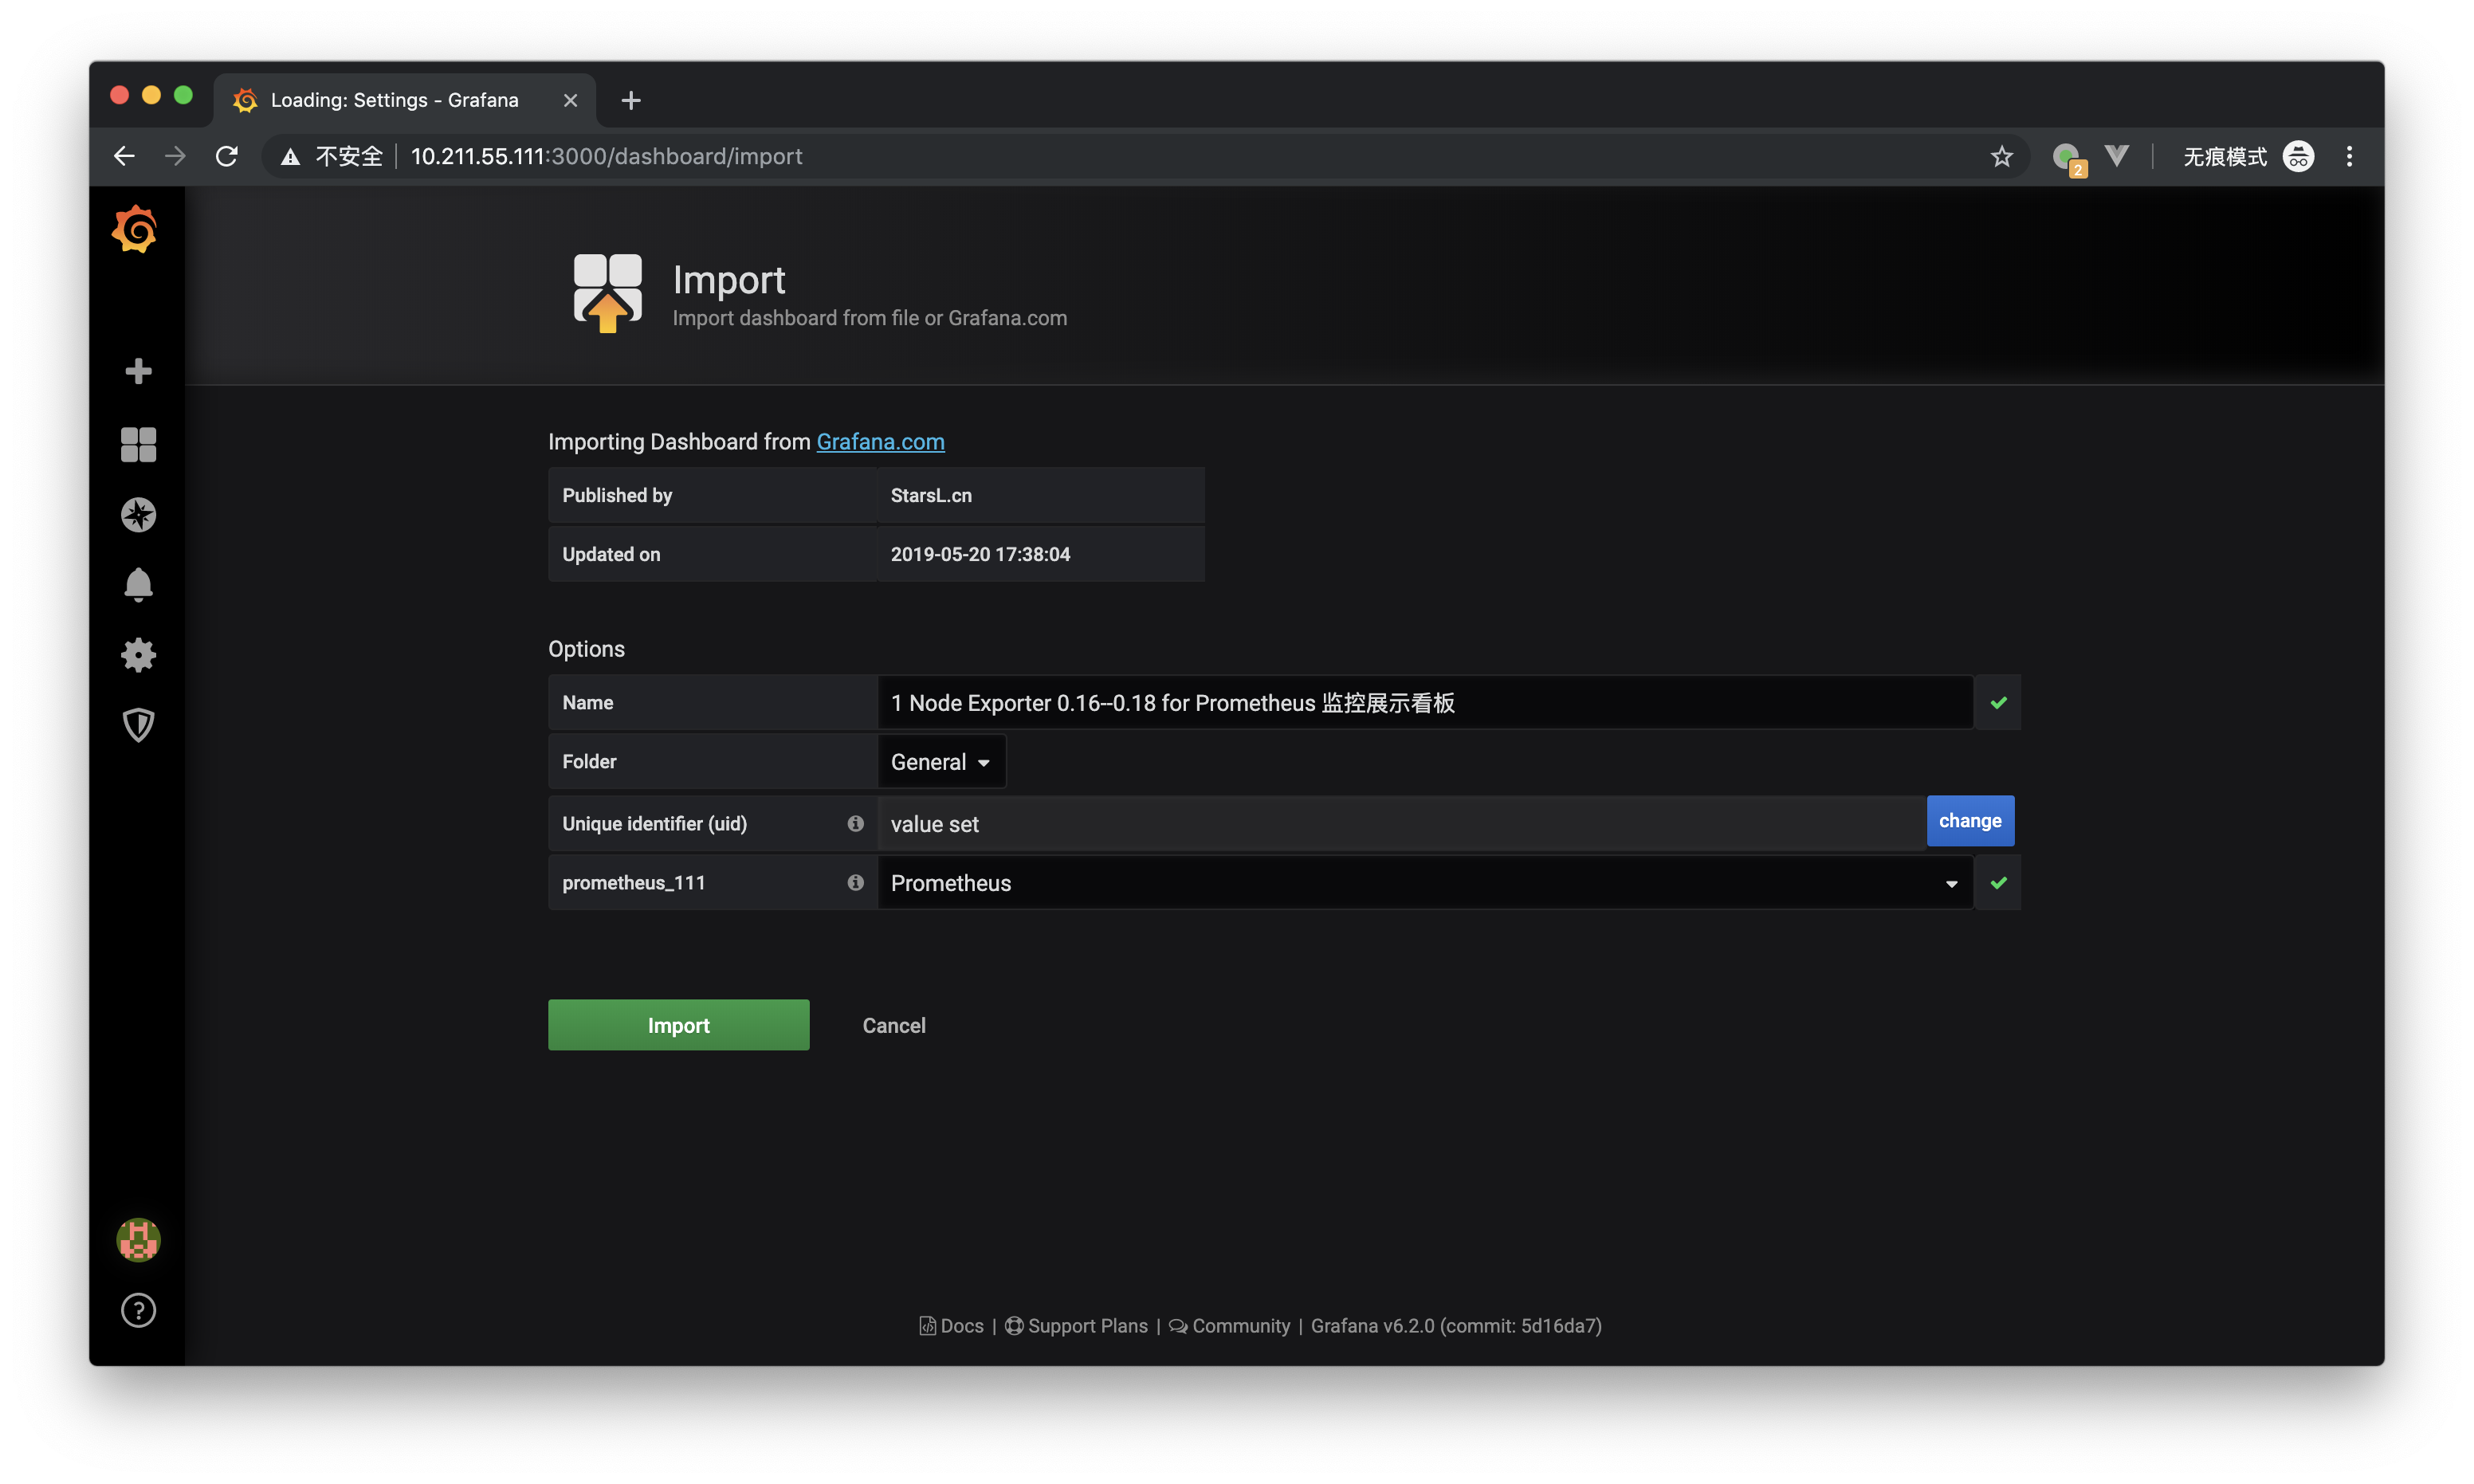 Loading: Settings - Grafana
不安全 10.211.55.111:3000/dashboard/import
2
无痕模式
Import
Import dashboard from file or Grafana.com
Importing Dashboard from Grafana.com
Published by StarsL.cn
Updated on 2019-05-20 17:38:04
Options
Name 1 Node Exporter 0.16--0.18 for Prometheus 监控展示看板
Folder General
Unique identifier (uid) value set change
prometheus_111 Prometheus
Import Cancel
Docs | Support Plans | Community | Grafana v6.2.0 (commit: 5d16da7)